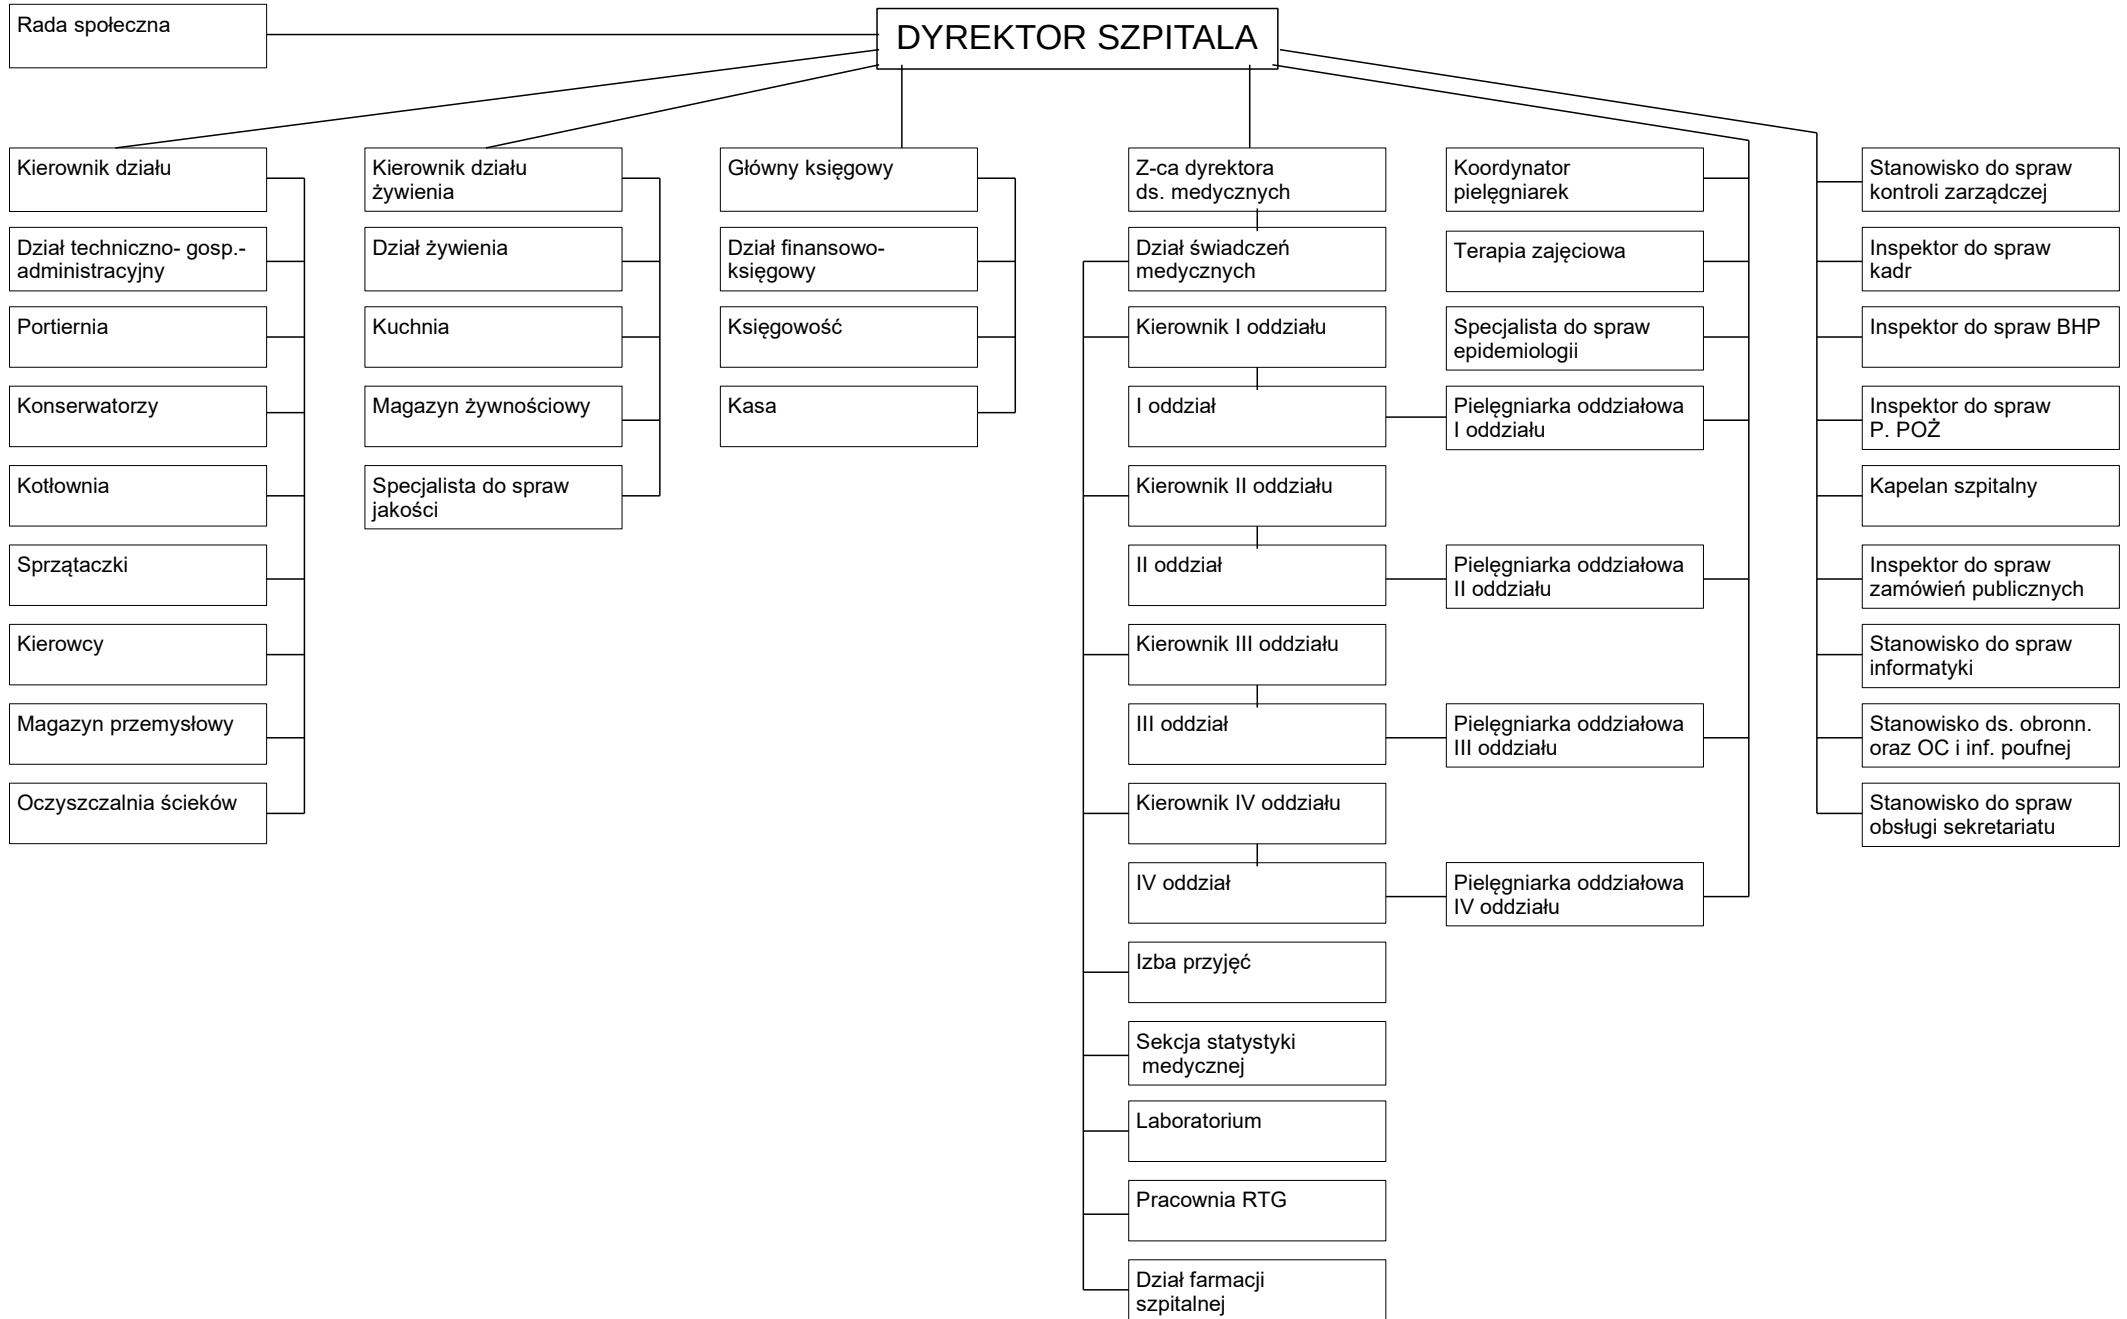 Rada społeczna
DYREKTOR SZPITALA
Kierownik działu
Dział techniczno- gosp.-
administracyjny
Portiernia
Konserwatorzy
Kotłownia
Sprzątaczki
Kierowcy
Magazyn przemysłowy
Oczyszczalnia ścieków
Kierownik działu
żywienia
Dział żywienia
Kuchnia
Magazyn żywnościowy
Specjalista do spraw
jakości
Główny księgowy
Dział finansowo-
księgowy
Księgowość
Kasa
Z-ca dyrektora
ds. medycznych
Dział świadczeń
medycznych
Kierownik I oddziału
I oddział
Kierownik II oddziału
II oddział
Kierownik III oddziału
III oddział
Kierownik IV oddziału
IV oddział
Izba przyjęć
Sekcja statystyki
medycznej
Laboratorium
Pracownia RTG
Dział farmacji
szpitalnej
Koordynator
pielęgniarek
Terapia zajęciowa
Specjalista do spraw
epidemiologii
Pielęgniarka oddziałowa
I oddziału
Pielęgniarka oddziałowa
II oddziału
Pielęgniarka oddziałowa
III oddziału
Pielęgniarka oddziałowa
IV oddziału
Stanowisko do spraw
kontroli zarządczej
Inspektor do spraw
kadr
Inspektor do spraw BHP
Inspektor do spraw
P. POŻ
Kapelan szpitalny
Inspektor do spraw
zamówień publicznych
Stanowisko do spraw
informatyki
Stanowisko ds. obronn.
oraz OC i inf. poufnej
Stanowisko do spraw
obsługi sekretariatu